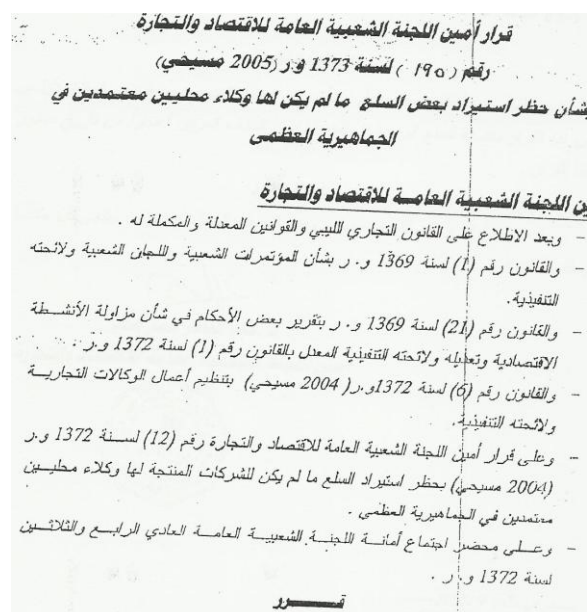 قرار أمين اللجنة الشعبية العامة للاقتصاد والتجارة
رقم ( ١٩٥ ) لسنة 1373 و.ر (2005 مسيحي)
بشأن حظر استيراد بعض السلع ما لم يكن لها وكلاء محليين معتمدين في
الجماهيرية العظمى
ين اللجنة الشعبية العامة للاقتصاد والتجارة
- وبعد الاطلاع على القانون التجاري الليبي والقوانين المعدلة والمكملة له .
- والقانون رقم (1) لسنة 1369 و. ر بشأن المؤتمرات الشعبية واللجان الشعبية ولائحته
التنفيذية.
- والقانون رقم (21) لسنة 1369 و. ر بتقرير بعض الأحكام في شأن مزاولة الأنشطة
الاقتصادية وتعديله ولائحته التنفيذية المعدل بالقانون رقم (1) لسنة 1372 و.ر .
- والقانون رقم (6) لسنة 1372و.ر( 2004 مسيحي) بتنظيم أعمال الوكالات التجارية
ولائحته التنفيذية.
- وعلى قرار أمين اللجنة الشعبية العامة للاقتصاد والتجارة رقم (12) لسنة 1372 و.ر
(2004 مسيحي) بحظر استيراد السلع ما لم يكن للشركات المنتجة لها وكلاء محليين
معتمدين في الجماهيرية العظمى .
- وعلى محضر اجتماع أمانة اللجنة الشعبية العامة العادي الرابع والثلاثين
لسنة 1372 و. ر .
قرر